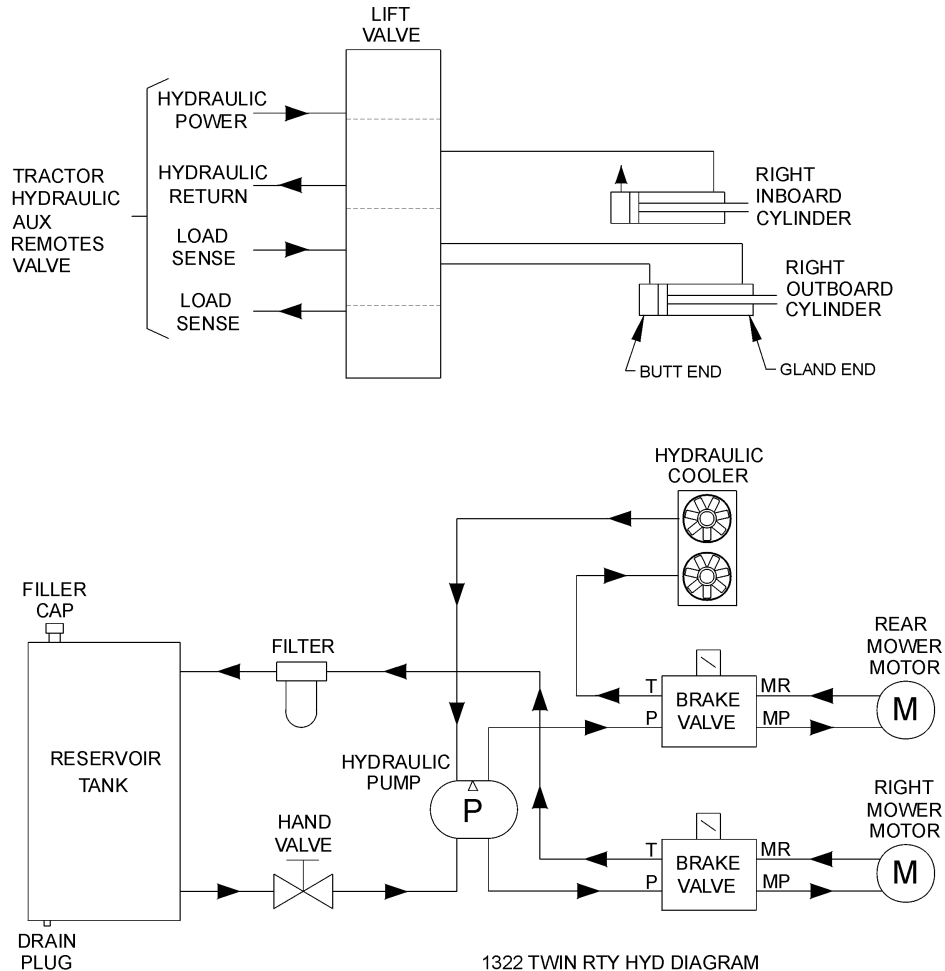 LIFT
VALVE
HYDRAULIC
POWER
HYDRAULIC
RETURN
LOAD
SENSE
LOAD
SENSE
TRACTOR
HYDRAULIC
AUX
REMOTES
VALVE
RIGHT
INBOARD
CYLINDER
RIGHT
OUTBOARD
CYLINDER
BUTT END
GLAND END
HYDRAULIC
COOLER
FILLER
CAP
FILTER
RESERVOIR
TANK
HYDRAULIC
PUMP
P
HAND
VALVE
DRAIN
PLUG
T
P
BRAKE
VALVE
MR
MP
REAR
MOWER
MOTOR
M
T
P
BRAKE
VALVE
MR
MP
RIGHT
MOWER
MOTOR
M
1322 TWIN RTY HYD DIAGRAM